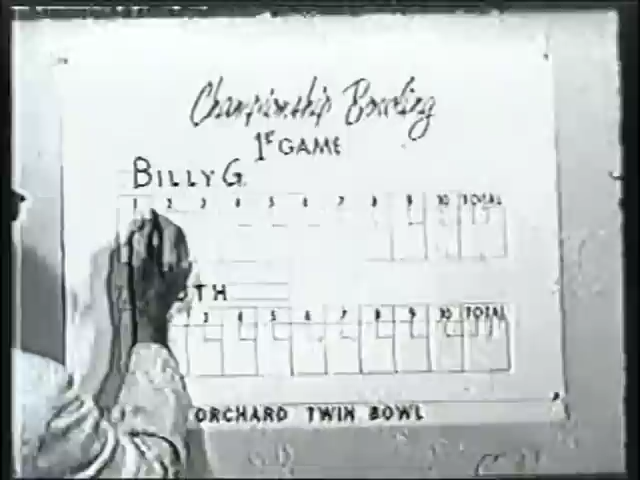 Championship Bowling
1st GAME
BILLY G.
1 2 3 4 5 6 7 8 9 10 TOTAL
TH
3 4 5 6 7 8 9 10 TOTAL
ORCHARD TWIN BOWL